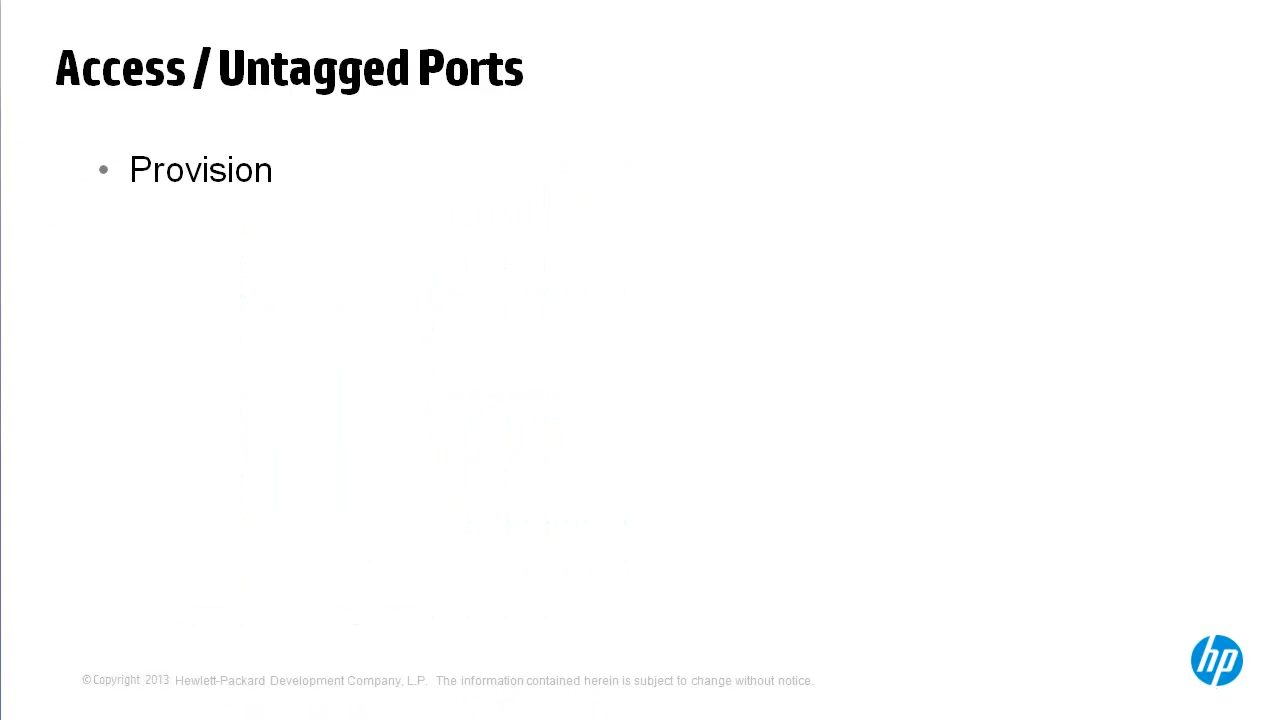 Access / Untagged Ports
• Provision
hp
© Copyright 2013 Hewlett-Packard Development Company, L.P. The information contained herein is subject to change without notice.